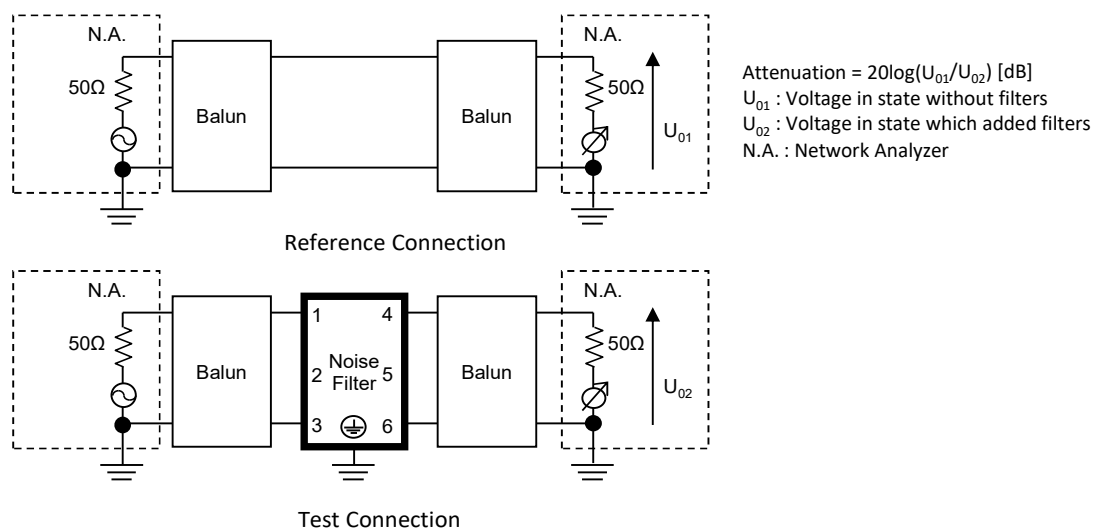 N.A.
N.A.
50Ω
Balun
Balun
50Ω
U01
Attenuation = 20log(U01/U02) [dB]
U01 : Voltage in state without filters
U02 : Voltage in state which added filters
N.A. : Network Analyzer
Reference Connection
N.A.
N.A.
50Ω
Balun
1 4
2 Noise Filter 5
3 6
Balun
50Ω
U02
Test Connection